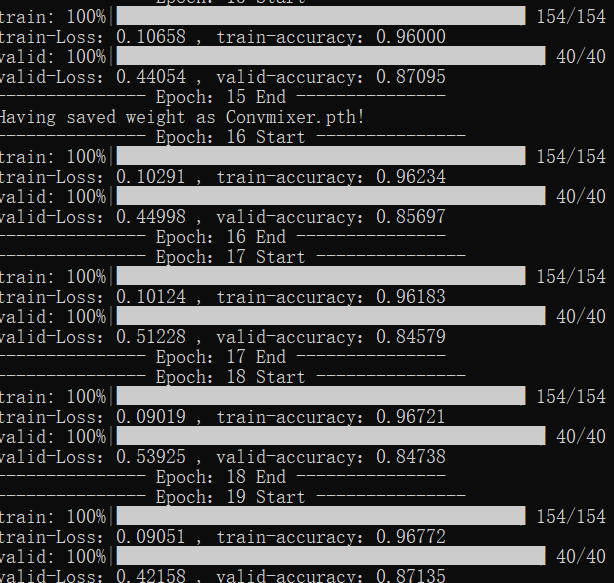 train: 100% 154/154
train-Loss: 0.10658 , train-accuracy: 0.96000
valid: 100% 40/40
valid-Loss: 0.44054 , valid-accuracy: 0.87095
--------------- Epoch: 15 End ---------------
Having saved weight as Convmixer.pth!
--------------- Epoch: 16 Start ---------------
train: 100% 154/154
train-Loss: 0.10291 , train-accuracy: 0.96234
valid: 100% 40/40
valid-Loss: 0.44998 , valid-accuracy: 0.85697
--------------- Epoch: 16 End ---------------
--------------- Epoch: 17 Start ---------------
train: 100% 154/154
train-Loss: 0.10124 , train-accuracy: 0.96183
valid: 100% 40/40
valid-Loss: 0.51228 , valid-accuracy: 0.84579
--------------- Epoch: 17 End ---------------
--------------- Epoch: 18 Start ---------------
train: 100% 154/154
train-Loss: 0.09019 , train-accuracy: 0.96721
valid: 100% 40/40
valid-Loss: 0.53925 , valid-accuracy: 0.84738
--------------- Epoch: 18 End ---------------
--------------- Epoch: 19 Start ---------------
train: 100% 154/154
train-Loss: 0.09051 , train-accuracy: 0.96772
valid: 100% 40/40
valid-Loss: 0.42158 , valid-accuracy: 0.87135